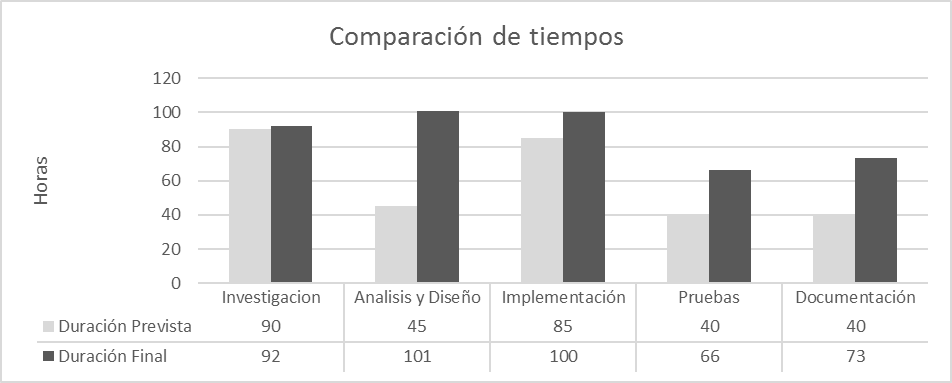 Comparación de tiempos
120
100
80
60
40
20
0
Horas
Investigacion Analisis y Diseño Implementación Pruebas Documentación
Duración Prevista 90 45 85 40 40
Duración Final 92 101 100 66 73